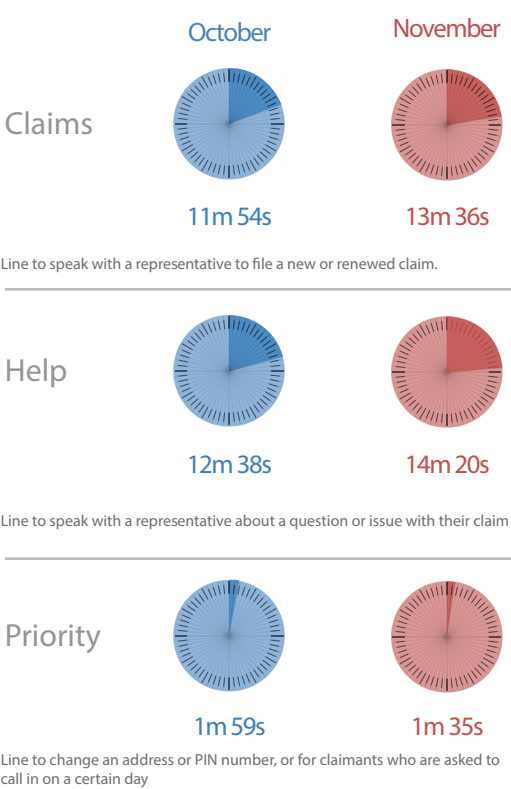 October
November
Claims
11m 54s
13m 36s
Line to speak with a representative to file a new or renewed claim.
Help
12m 38s
14m 20s
Line to speak with a representative about a question or issue with their claim
Priority
1m 59s
1m 35s
Line to change an address or PIN number, or for claimants who are asked to
call in on a certain day